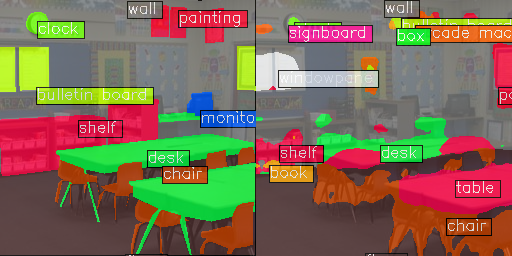 wall
clock
painting
bulletin board
monito
shelf
desk
chair
wall
signboard
box
cade mac
windowpane
shelf
desk
book
table
chair